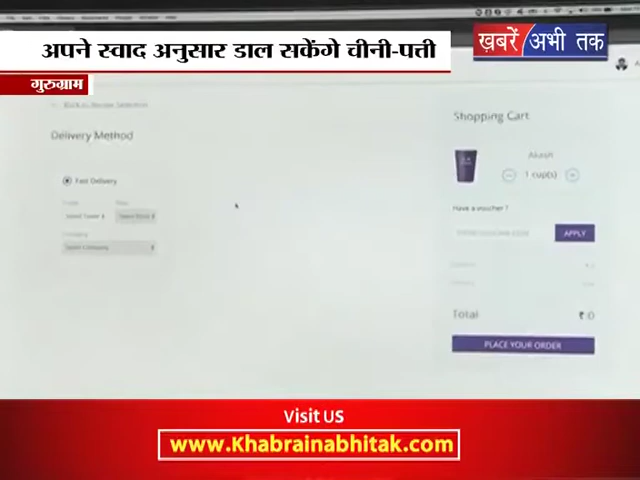 अपने स्वाद अनुसार डाल सकेंगे चीनी-पत्ती
ख़बरें अभी तक
गुरुग्राम
Delivery Method
Fast Delivery
Shopping Cart
Akash
1 cup(s)
Have a voucher ?
APPLY
Total
₹ 0
PLACE YOUR ORDER
Visit US
www.Khabrainabhitak.com